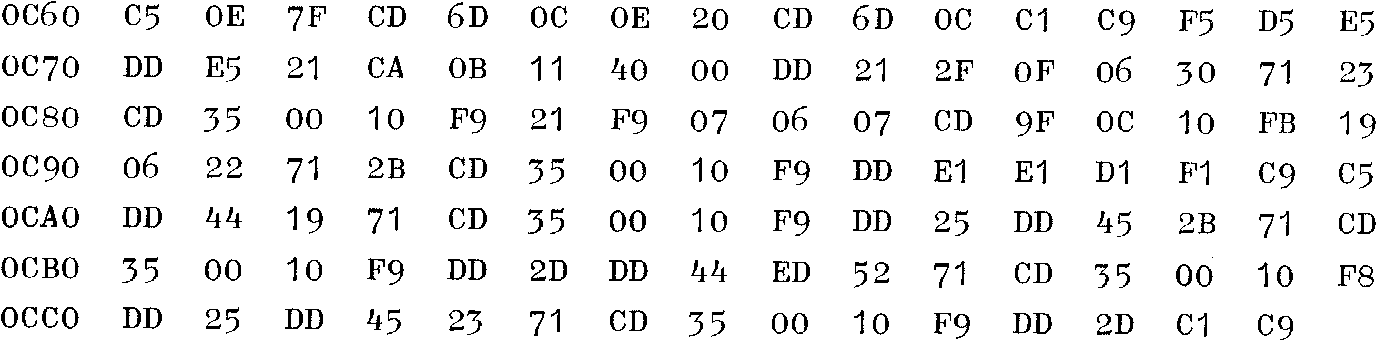 0C60 C5 0E 7F CD 6D 0C 0E 20 CD 6D 0C C1 C9 F5 D5 E5
0C70 DD E5 21 CA 0B 11 40 00 DD 21 2F 0F 06 30 71 23
0C80 CD 35 00 10 F9 21 F9 07 06 07 CD 9F 0C 10 FB 19
0C90 06 22 71 2B CD 35 00 10 F9 DD E1 E1 D1 F1 C9 C5
0CA0 DD 44 19 71 CD 35 00 10 F9 DD 25 DD 45 2B 71 CD
0CB0 35 00 10 F9 DD 2D DD 44 ED 52 71 CD 35 00 10 F8
0CC0 DD 25 DD 45 23 71 CD 35 00 10 F9 DD 2D C1 C9